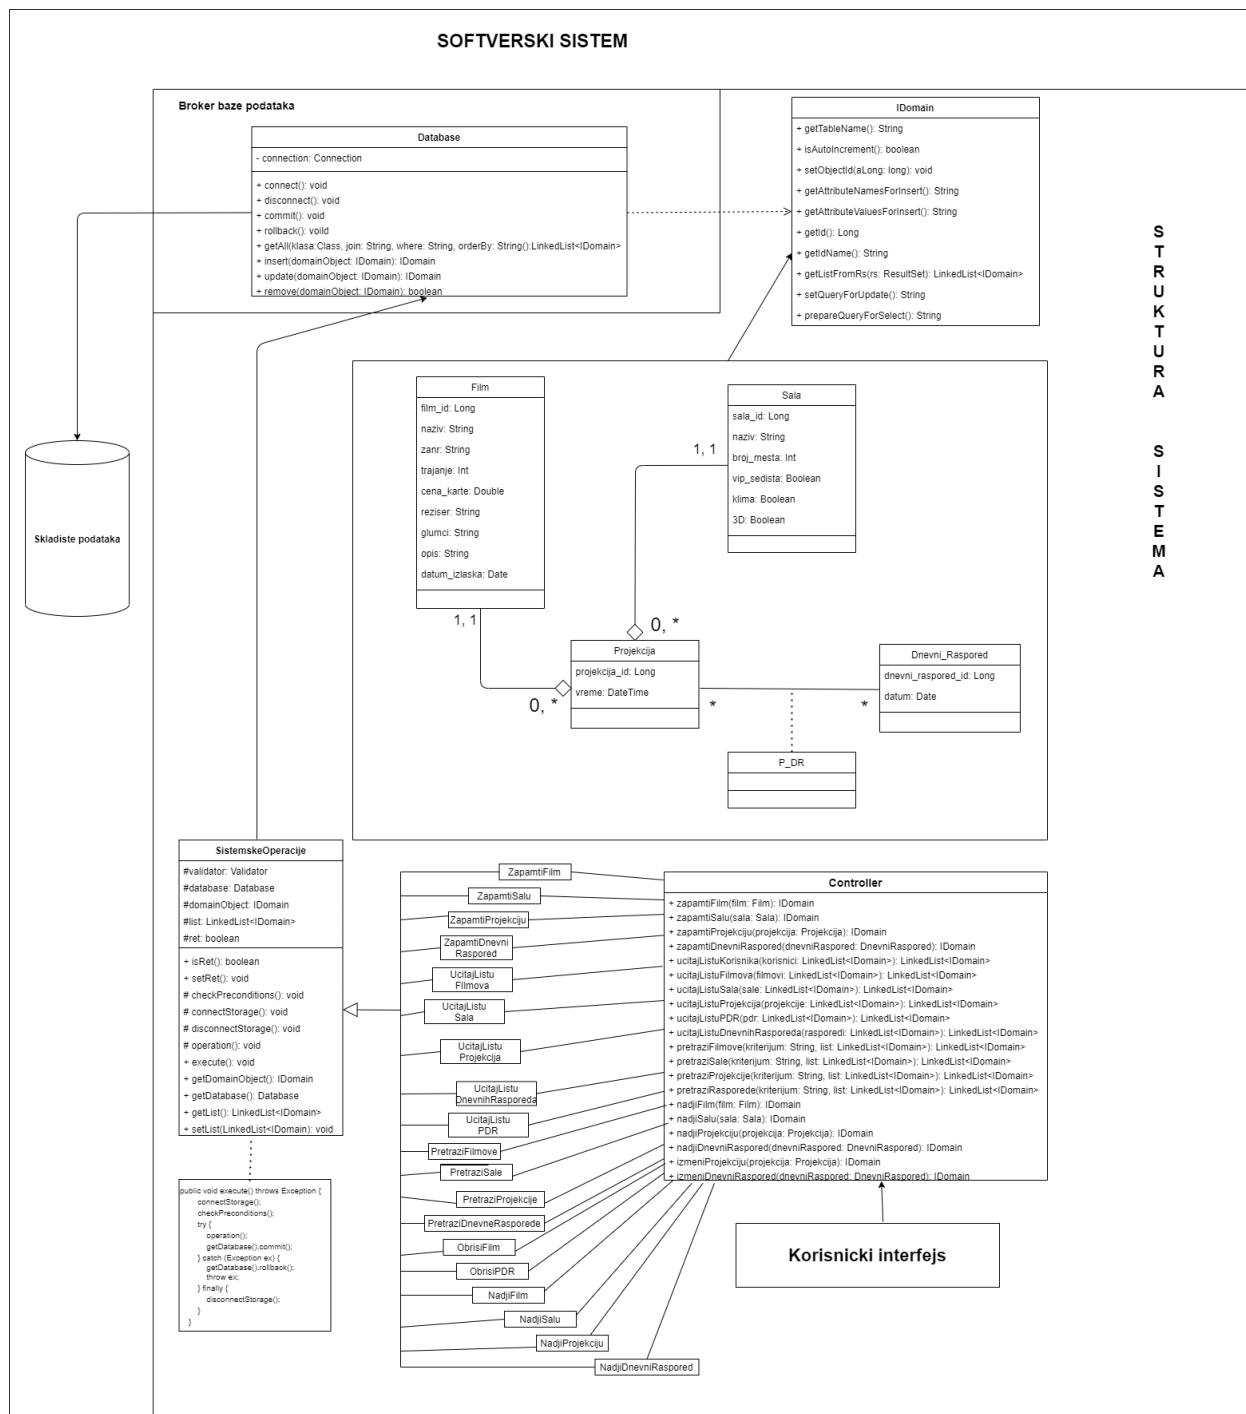 SOFTVERSKI SISTEM
Broker baze podataka
Database
- connection: Connection
+ connect(): void
+ disconnect(): void
+ commit(): void
+ rollback(): voild
+ getAll(klasa:Class, join: String, where: String, orderBy: String():LinkedList<IDomain>
+ insert(domainObject: IDomain): IDomain
+ update(domainObject: IDomain): IDomain
+ remove(domainObject: IDomain): boolean
IDomain
+ getTableName(): String
+ isAutoIncrement(): boolean
+ setObjectId(aLong: long): void
+ getAttributeNamesForInsert(): String
+ getAttributeValuesForInsert(): String
+ getId(): Long
+ getIdName(): String
+ getListFromRs(rs: ResultSet): LinkedList<IDomain>
+ setQueryForUpdate(): String
+ prepareQueryForSelect(): String
S
T
R
U
K
T
U
R
A
S
I
S
T
E
M
A
Skladiste podataka
Film
film_id: Long
naziv: String
zanr: String
trajanje: Int
cena_karte: Double
reziser: String
glumci: String
opis: String
datum_izlaska: Date
Sala
sala_id: Long
naziv: String
broj_mesta: Int
vip_sedista: Boolean
klima: Boolean
3D: Boolean
1, 1
1, 1
0, *
0, *
Projekcija
projekcija_id: Long
vreme: DateTime
*
*
Dnevni_Raspored
dnevni_raspored_id: Long
datum: Date
P_DR
SistemskeOperacije
#validator: Validator
#database: Database
#domainObject: IDomain
#list: LinkedList<IDomain>
#ret: boolean
+ isRet(): boolean
+ setRet(): void
# checkPreconditions(): void
# connectStorage(): void
# disconnectStorage(): void
# operation(): void
+ execute(): void
+ getDomainObject(): IDomain
+ getDatabase(): Database
+ getList(): LinkedList<IDomain>
+ setList(LinkedList<IDomain): void
public void execute() throws Exception {
connectStorage();
checkPreconditions();
try {
operation();
getDatabase().commit();
} catch (Exception ex) {
getDatabase().rollback();
throw ex;
} finally {
disconnectStorage();
}
}
ZapamtiFilm
ZapamtiSalu
ZapamtiProjekciju
ZapamtiDnevni
Raspored
UcitajListu
FIlmova
UcitajListu
Sala
UcitajListu
Projekcija
UcitajListu
DnevnihRasporeda
UcitajListu
PDR
PretraziFilmove
PretraziSale
PretraziProjekcije
PretraziDnevneRasporede
ObrisiFilm
ObrisiPDR
NadjiFilm
NadjiSalu
NadjiProjekciju
NadjiDnevniRaspored
Controller
+ zapamtiFilm(film: Film): IDomain
+ zapamtiSalu(sala: Sala): IDomain
+ zapamtiProjekciju(projekcija: Projekcija): IDomain
+ zapamtiDnevniRaspored(dnevniRaspored: DnevniRaspored): IDomain
+ ucitajListuKorisnika(korisnici: LinkedList<IDomain>): LinkedList<IDomain>
+ ucitajListuFilmova(filmovi: LinkedList<IDomain>): LinkedList<IDomain>
+ ucitajListuSala(sale: LinkedList<IDomain>): LinkedList<IDomain>
+ ucitajListuProjekcija(projekcije: LinkedList<IDomain>): LinkedList<IDomain>
+ ucitajListuPDR(pdr: LinkedList<IDomain>): LinkedList<IDomain>
+ ucitajListuDnevnihRasporeda(rasporedi: LinkedList<IDomain>): LinkedList<IDomain>
+ pretraziFilmove(kriterijum: String, list: LinkedList<IDomain>): LinkedList<IDomain>
+ pretraziSale(kriterijum: String, list: LinkedList<IDomain>): LinkedList<IDomain>
+ pretraziProjekcije(kriterijum: String, list: LinkedList<IDomain>): LinkedList<IDomain>
+ pretraziRasporede(kriterijum: String, list: LinkedList<IDomain>): LinkedList<IDomain>
+ nadjiFilm(film: Film): IDomain
+ nadjiSalu(sala: Sala): IDomain
+ nadjiProjekciju(projekcija: Projekcija): IDomain
+ nadjiDnevniRaspored(dnevniRaspored: DnevniRaspored): IDomain
+ izmeniProjekciju(projekcija: Projekcija): IDomain
+ izmeniDnevniRaspored(dnevniRaspored: DnevniRaspored): IDomain
Korisnicki interfejs